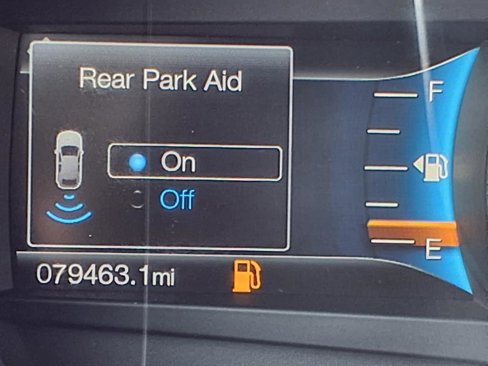 Rear Park Aid
F
On
Off
E
079463.1mi